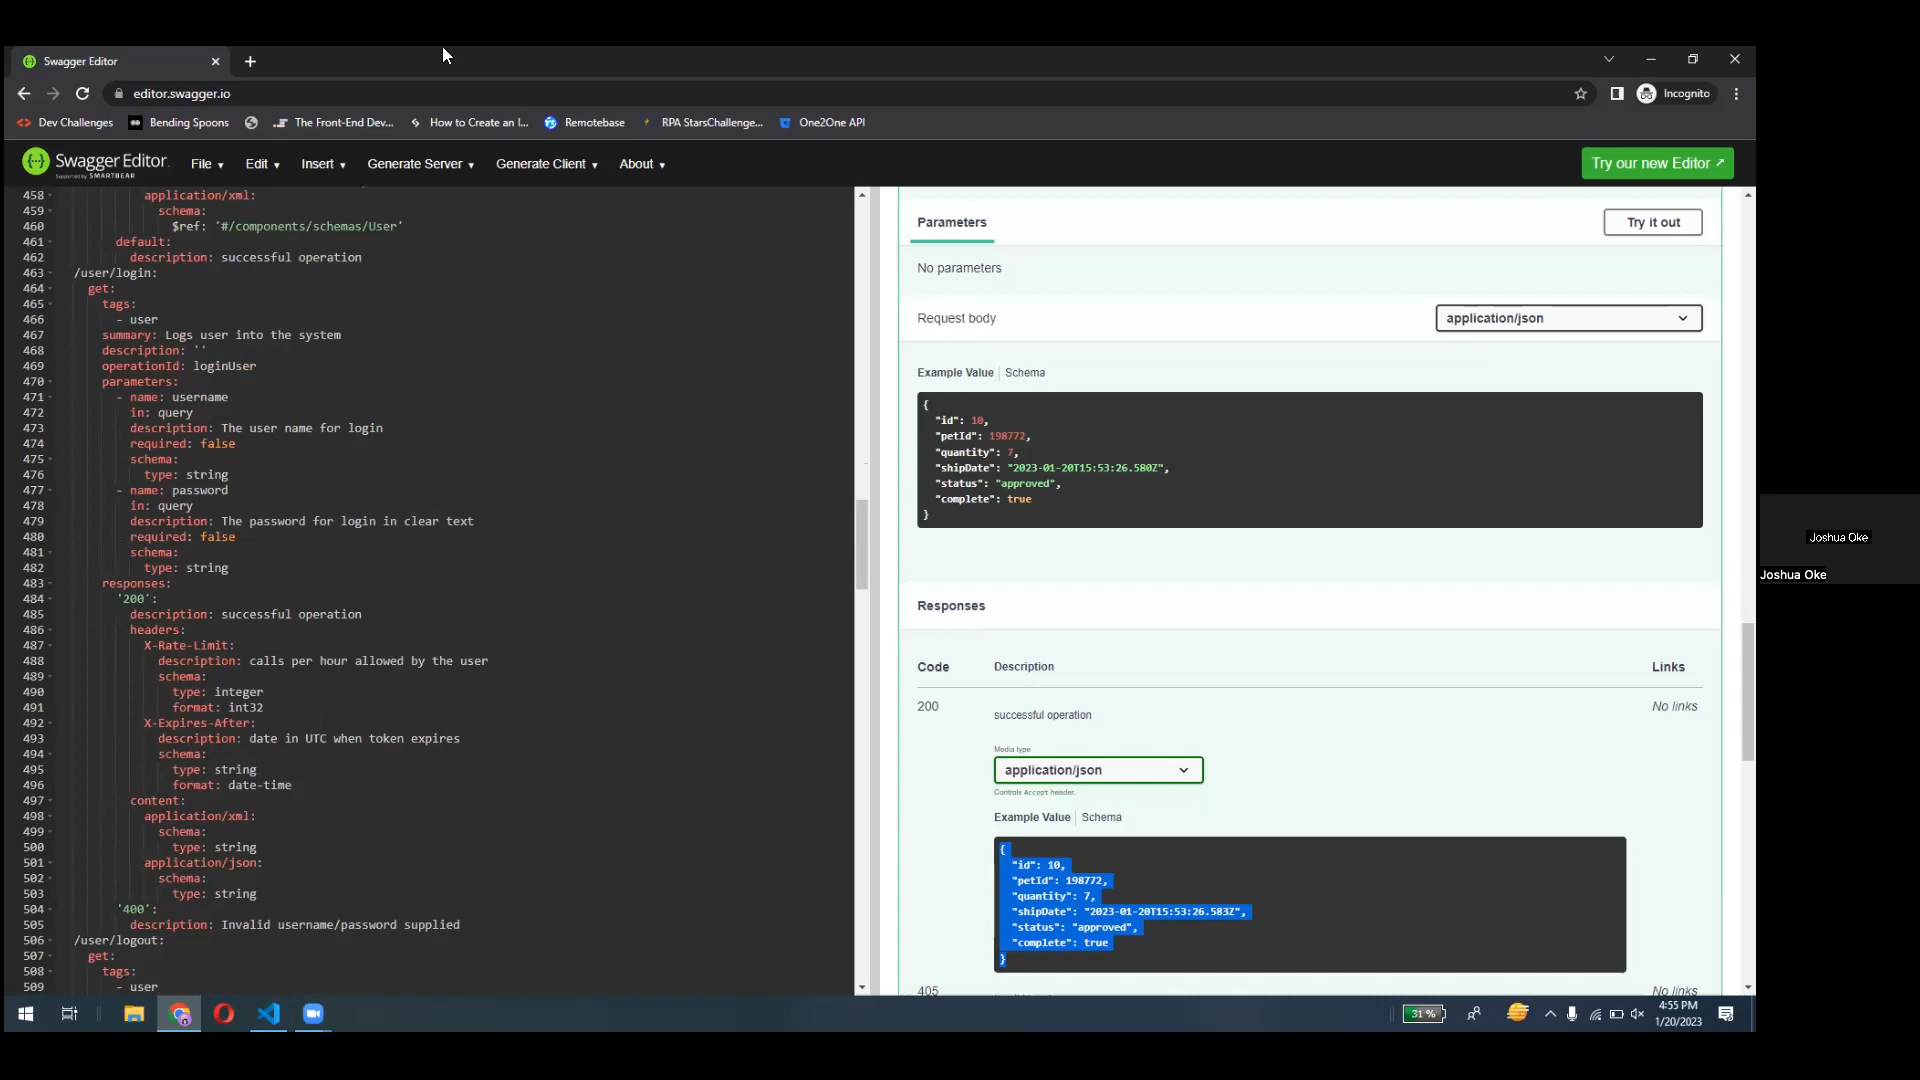 Swagger Editor
editor.swagger.io
Incognito
Dev Challenges
Bending Spoons
The Front-End Dev...
How to Create an I...
Remotebase
RPA StarsChallenge...
One2One API
Swagger Editor.
Supported by SMARTBEAR
File
Edit
Insert
Generate Server
Generate Client
About
Try our new Editor
458 application/xml:
459 schema:
460 $ref: '#/components/schemas/User'
461 default:
462 description: successful operation
463 /user/login:
464 get:
465 tags:
466 - user
467 summary: Logs user into the system
468 description: ''
469 operationId: loginUser
470 parameters:
471 - name: username
472 in: query
473 description: The user name for login
474 required: false
475 schema:
476 type: string
477 - name: password
478 in: query
479 description: The password for login in clear text
480 required: false
481 schema:
482 type: string
483 responses:
484 '200':
485 description: successful operation
486 headers:
487 X-Rate-Limit:
488 description: calls per hour allowed by the user
489 schema:
490 type: integer
491 format: int32
492 X-Expires-After:
493 description: date in UTC when token expires
494 schema:
495 type: string
496 format: date-time
497 content:
498 application/xml:
499 schema:
500 type: string
501 application/json:
502 schema:
503 type: string
504 '400':
505 description: Invalid username/password supplied
506 /user/logout:
507 get:
508 tags:
509 - user
Parameters
Try it out
No parameters
Request body
application/json
Example Value
Schema
{
"id": 10,
"petId": 198772,
"quantity": 7,
"shipDate": "2023-01-20T15:53:26.580Z",
"status": "approved",
"complete": true
}
Responses
Code
Description
Links
200
successful operation
No links
Media type
application/json
Controls Accept header.
Example Value
Schema
{
"id": 10,
"petId": 198772,
"quantity": 7,
"shipDate": "2023-01-20T15:53:26.583Z",
"status": "approved",
"complete": true
}
405
No links
Joshua Oke
Joshua Oke
31 %
4:55 PM
1/20/2023